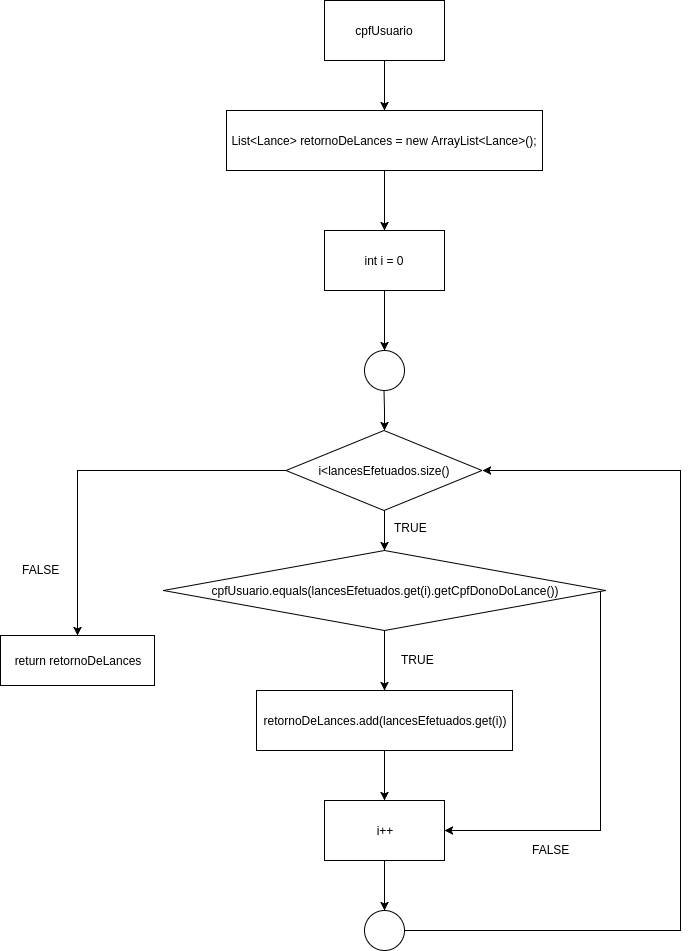 cpfUsuario
List<Lance> retornoDeLances = new ArrayList<Lance>();
int i = 0
i<lancesEfetuados.size()
TRUE
FALSE
cpfUsuario.equals(lancesEfetuados.get(i).getCpfDonoDoLance())
return retornoDeLances
TRUE
retornoDeLances.add(lancesEfetuados.get(i))
i++
FALSE